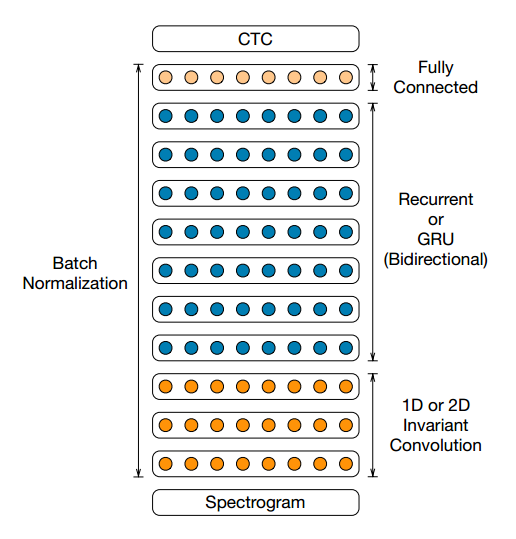 CTC
Fully
Connected
Recurrent
or
GRU
(Bidirectional)
Batch
Normalization
1D or 2D
Invariant
Convolution
Spectrogram